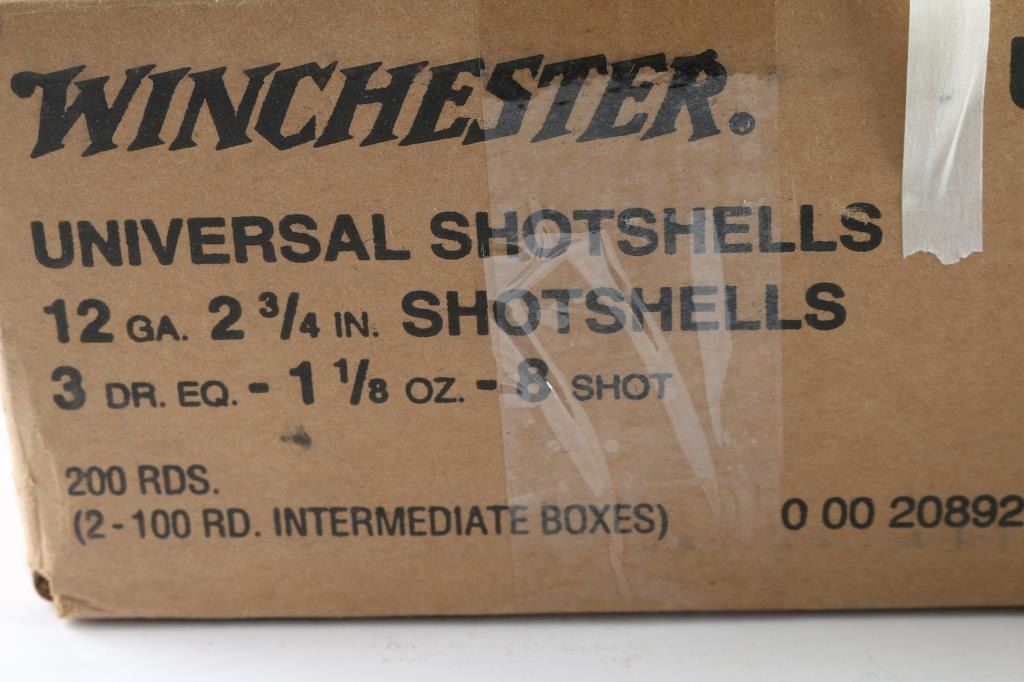 WINCHESTER®
UNIVERSAL SHOTSHELLS
12 GA. 2 3/4 IN. SHOTSHELLS
3 DR. EQ. - 1 1/8 OZ. - 8 SHOT
200 RDS.
(2 - 100 RD. INTERMEDIATE BOXES)
0 00 20892